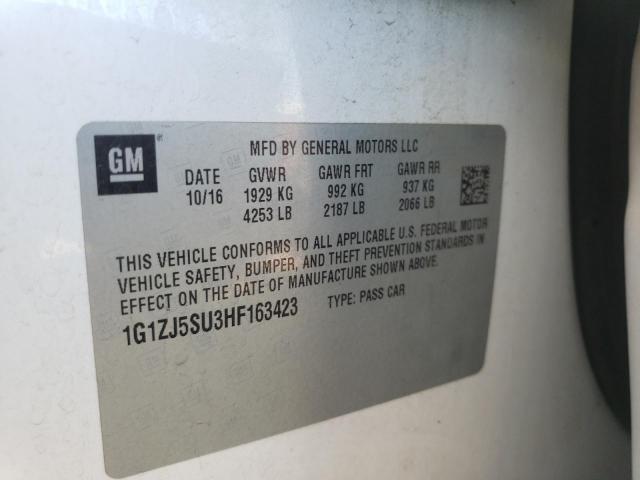 GM
MFD BY GENERAL MOTORS LLC
DATE GVWR GAWR FRT GAWR RR
10/16 1929 KG 992 KG 937 KG
4253 LB 2187 LB 2066 LB
THIS VEHICLE CONFORMS TO ALL APPLICABLE U.S. FEDERAL MOTOR
VEHICLE SAFETY, BUMPER, AND THEFT PREVENTION STANDARDS IN
EFFECT ON THE DATE OF MANUFACTURE SHOWN ABOVE.
1G1ZJ5SU3HF163423 TYPE: PASS CAR